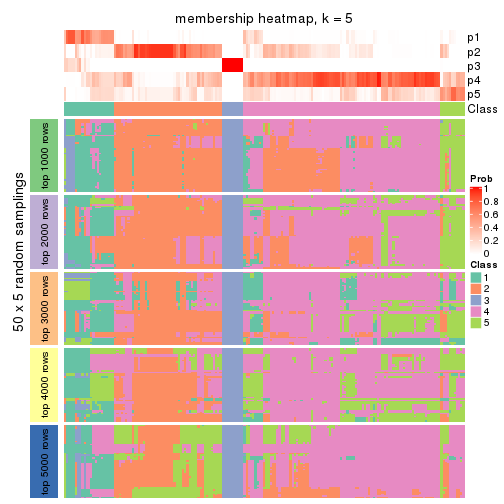 membership heatmap, k = 5
p1
p2
p3
p4
p5
Class
50 x 5 random samplings
top 1000 rows
top 2000 rows
top 3000 rows
top 4000 rows
top 5000 rows
Prob
1
0.8
0.6
0.4
0.2
0
Class
1
2
3
4
5